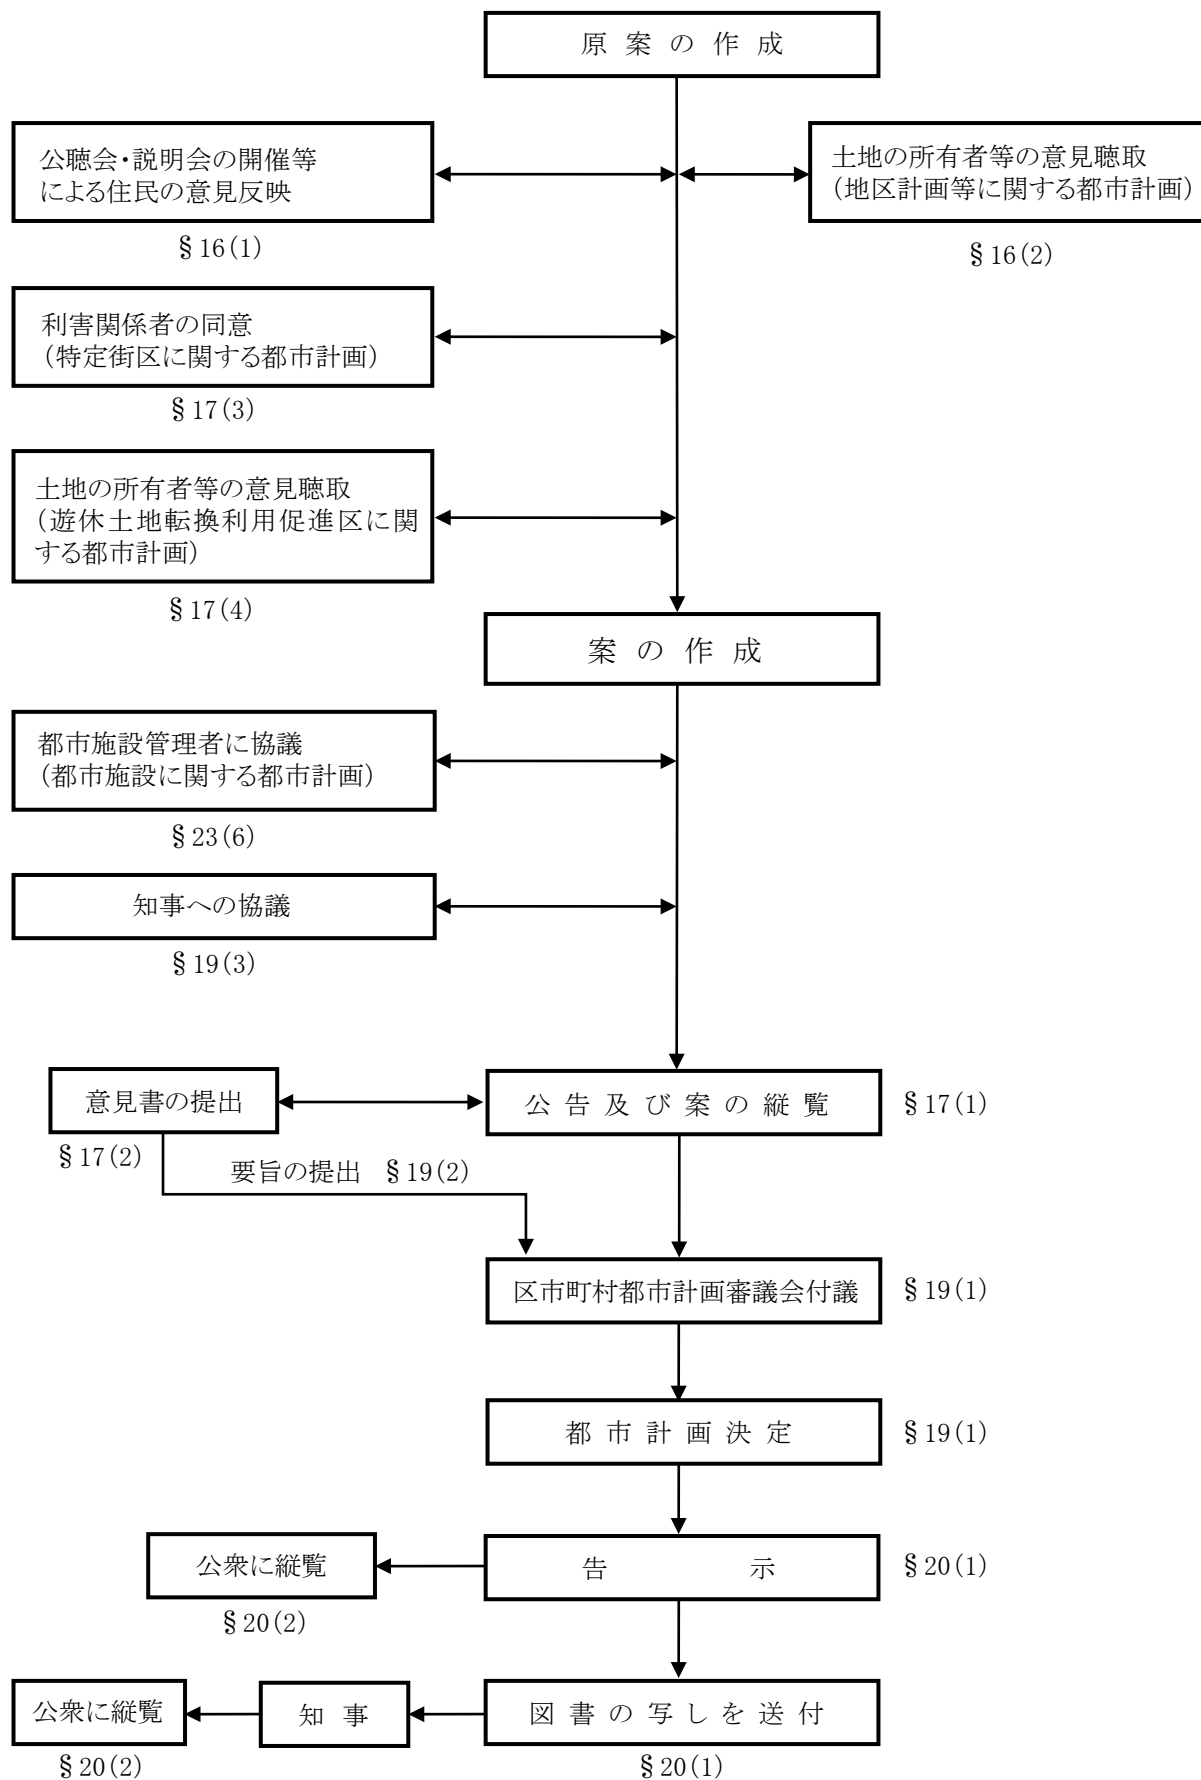 原案の作成
公聴会・説明会の開催等
による住民の意見反映
§16(1)
土地の所有者等の意見聴取
(地区計画等に関する都市計画)
§16(2)
利害関係者の同意
(特定街区に関する都市計画)
§17(3)
土地の所有者等の意見聴取
(遊休土地転換利用促進区に関
する都市計画)
§17(4)
案の作成
都市施設管理者に協議
(都市施設に関する都市計画)
§23(6)
知事への協議
§19(3)
意見書の提出
§17(2)
公告及び案の縦覧
§17(1)
要旨の提出 §19(2)
区市町村都市計画審議会付議
§19(1)
都市計画決定
§19(1)
公衆に縦覧
§20(2)
告示
§20(1)
公衆に縦覧
§20(2)
知事
図書の写しを送付
§20(1)